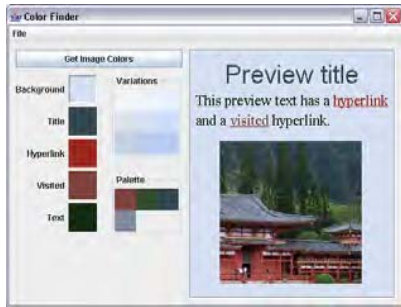 Color Finder
File
Get Image Colors
Background
Title
Hyperlink
Visited
Text
Variations
Palette
Preview title
This preview text has a hyperlink
and a visited hyperlink.